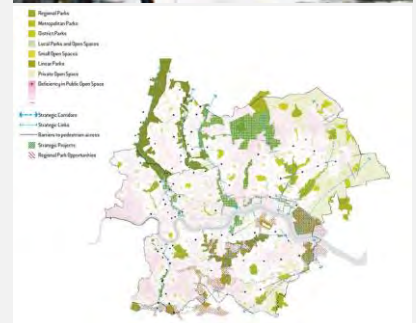 Regional Parks
Metropolitan Parks
District Parks
Local Parks and Open Spaces
Small Open Spaces
Linear Parks
Private Open Space
Deficiency in Public Open Space
Strategic Corridors
Strategic Links
Barriers to pedestrian access
Strategic Projects
Regional Park Opportunities